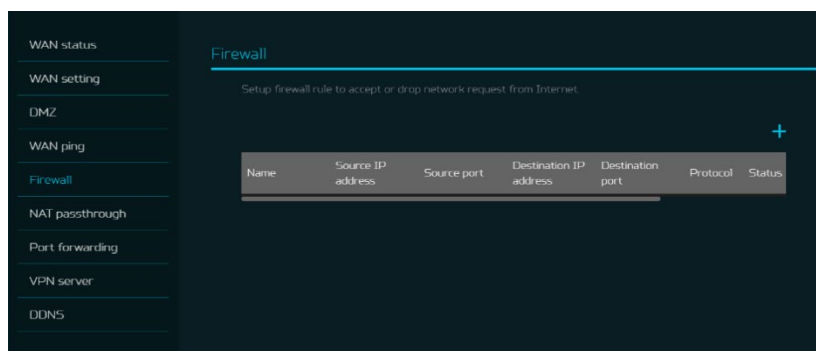 WAN status
WAN setting
DMZ
WAN ping
Firewall
NAT passthrough
Port forwarding
VPN server
DDNS
Firewall
Setup firewall rule to accept or drop network request from Internet
+
Name
Source IP
address
Source port
Destination IP
address
Destination
port
Protocol
Status